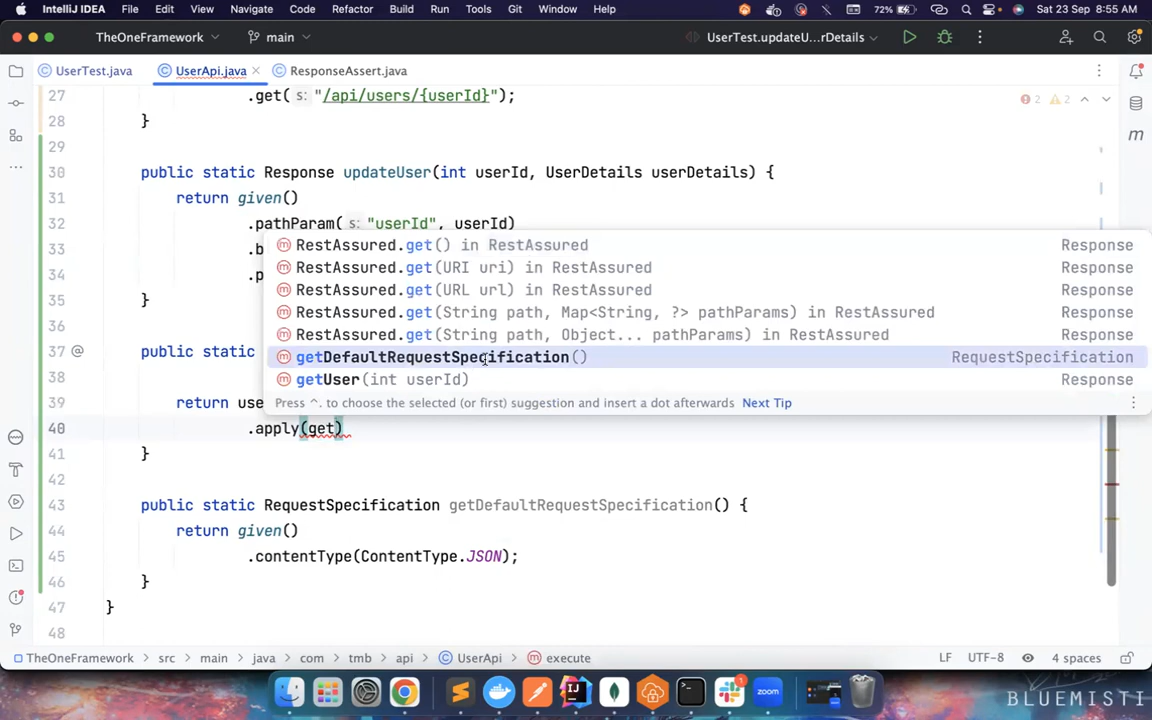 IntelliJ IDEA File Edit View Navigate Code Refactor Build Run Tools Git Window Help 72% Sat 23 Sep 8:55 AM
TheOneFramework main UserTest.updateU...rDetails
UserTest.java UserApi.java ResponseAssert.java
27 .get( s: "/api/users/{userId}"); 2 2
28 }
29
30 public static Response updateUser(int userId, UserDetails userDetails) {
31 return given()
32 .pathParam( s: "userId", userId)
33 .b
34 .p
35 }
36
37 @ public static
39 return use
40 .apply(get)
41 }
42
43 public static RequestSpecification getDefaultRequestSpecification() {
44 return given()
45 .contentType(ContentType.JSON);
46 }
47 }
48
RestAssured.get() in RestAssured Response
RestAssured.get(URI uri) in RestAssured Response
RestAssured.get(URL url) in RestAssured Response
RestAssured.get(String path, Map<String, ?> pathParams) in RestAssured Response
RestAssured.get(String path, Object... pathParams) in RestAssured Response
getDefaultRequestSpecification() RequestSpecification
getUser(int userId) Response
Press ^. to choose the selected (or first) suggestion and insert a dot afterwards Next Tip
TheOneFramework > src > main > java > com > tmb > api > UserApi > execute LF UTF-8 4 spaces
1
zoom
BLUEMISTI